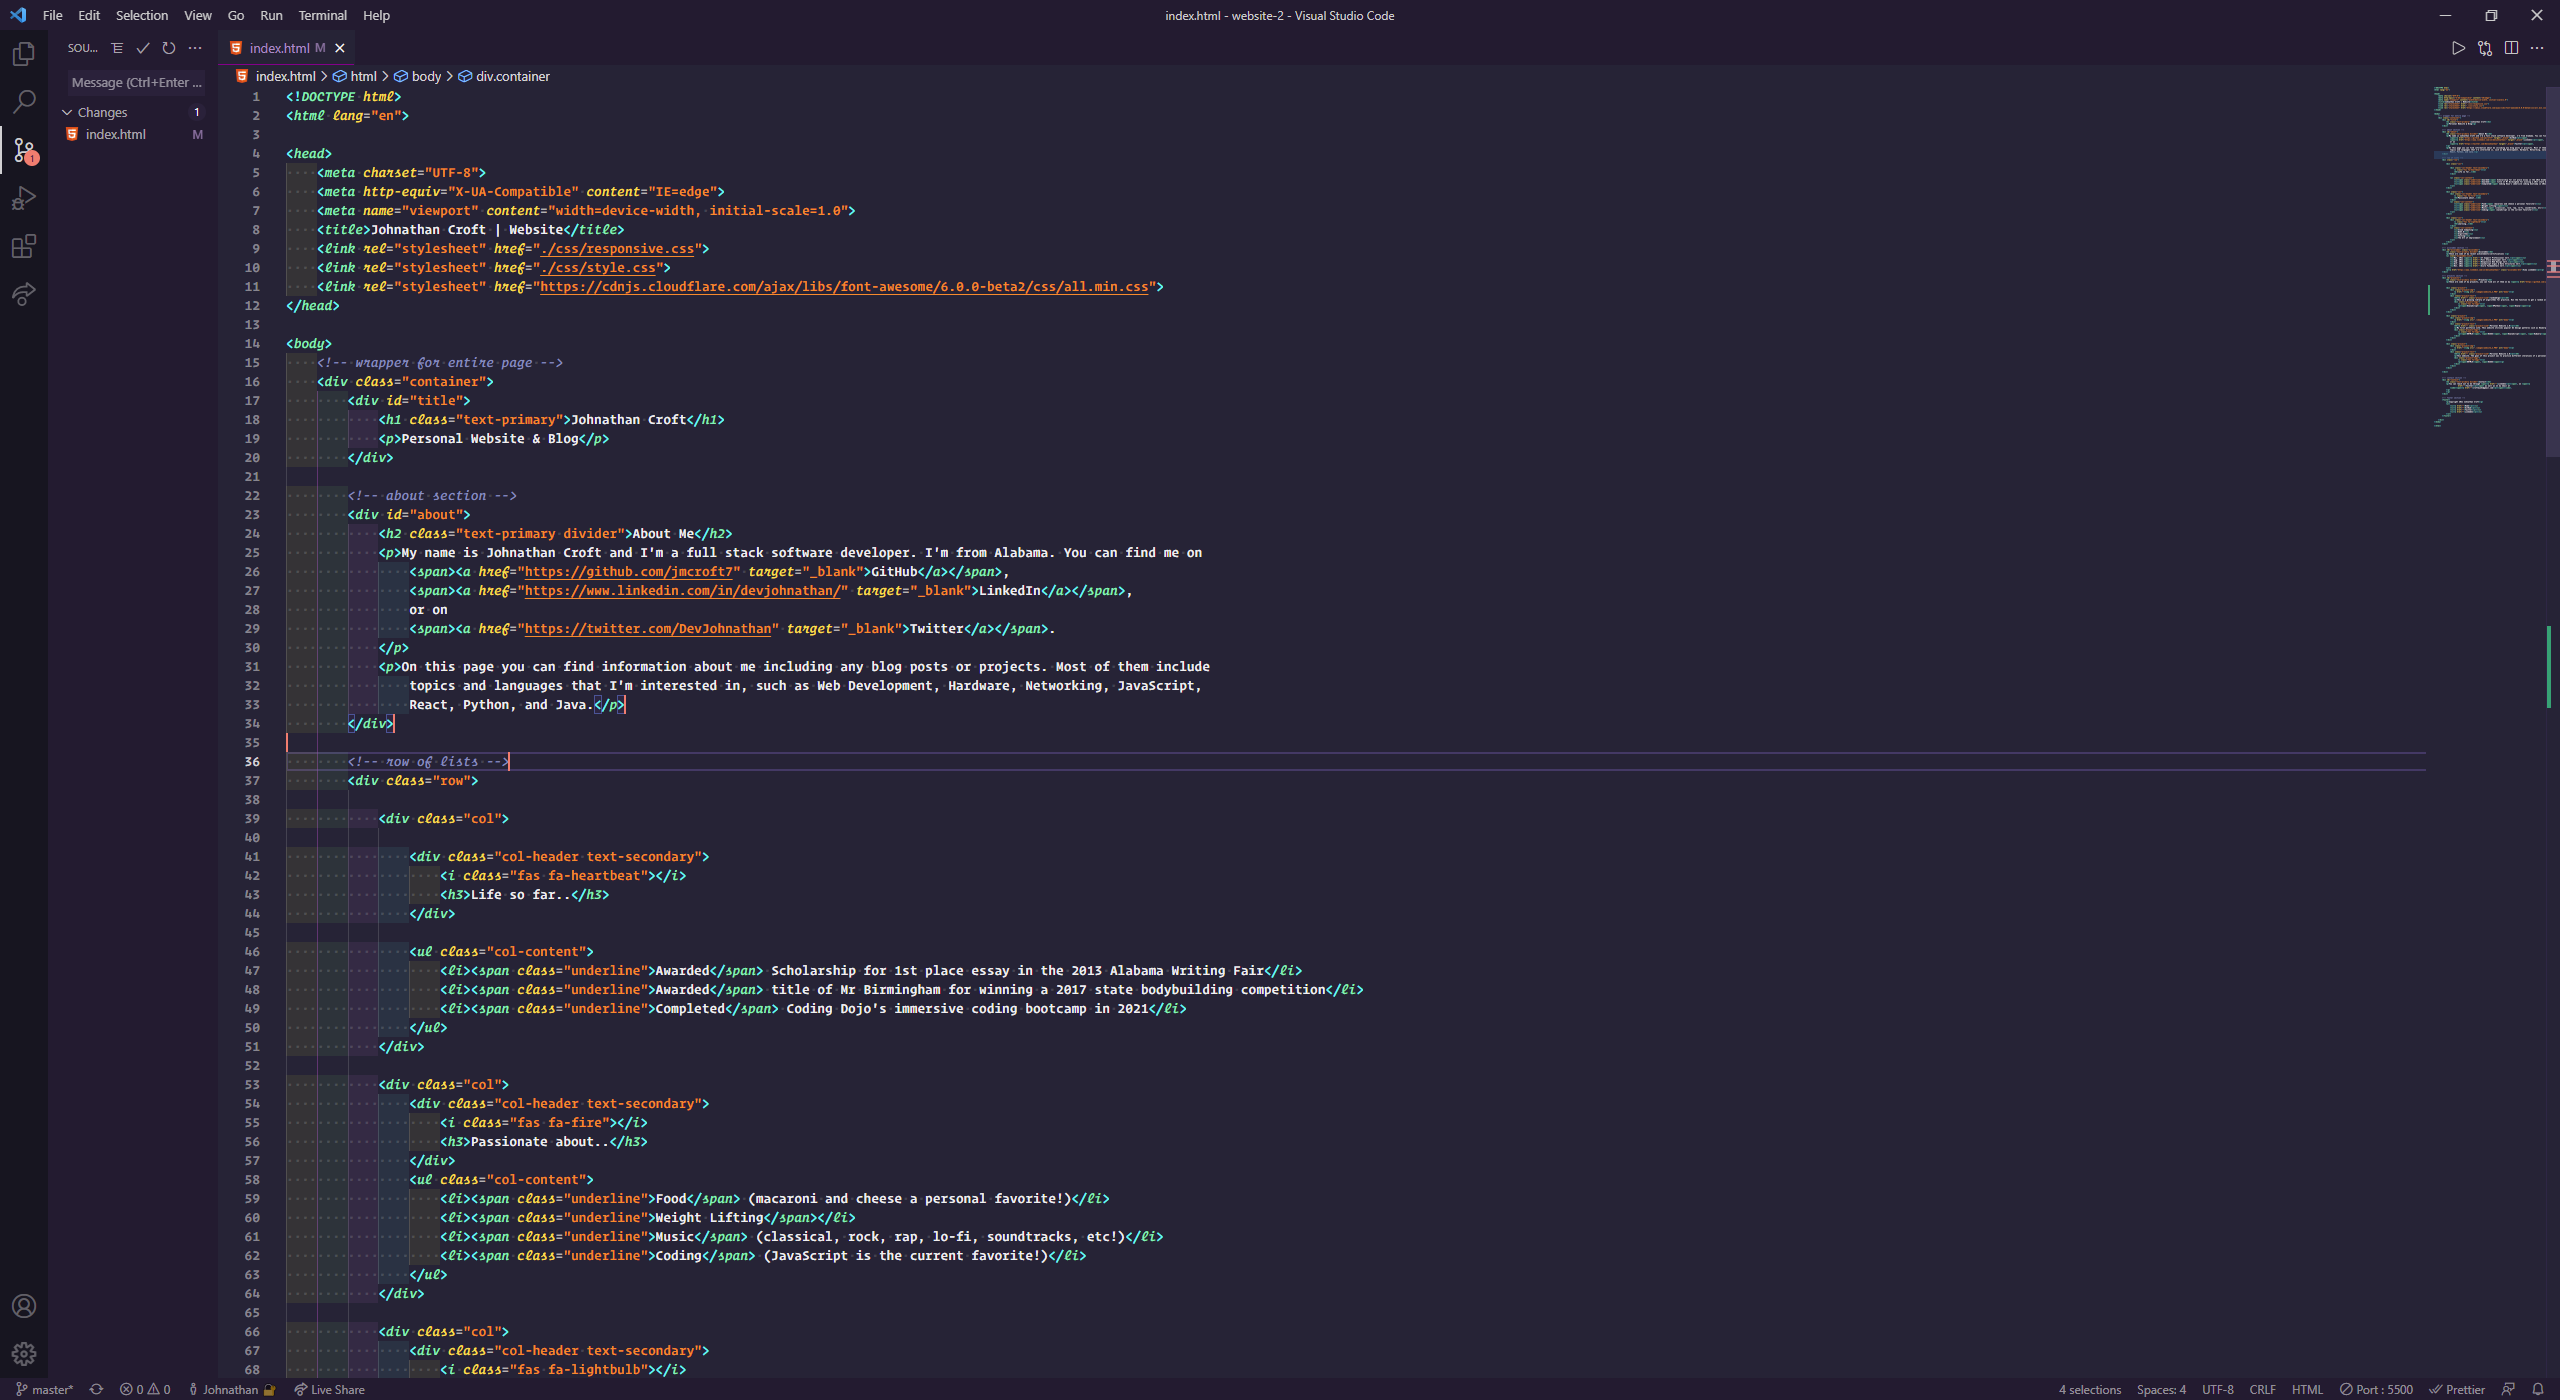 File Edit Selection View Go Run Terminal Help
index.html - website-2 - Visual Studio Code
SOU...
Message (Ctrl+Enter ...
Changes 1
index.html M
index.html M
index.html > html > body > div.container
1 <!DOCTYPE html>
2 <html lang="en">
3
4 <head>
5 <meta charset="UTF-8">
6 <meta http-equiv="X-UA-Compatible" content="IE=edge">
7 <meta name="viewport" content="width=device-width, initial-scale=1.0">
8 <title>Johnathan Croft | Website</title>
9 <link rel="stylesheet" href="./css/responsive.css">
10 <link rel="stylesheet" href="./css/style.css">
11 <link rel="stylesheet" href="https://cdnjs.cloudflare.com/ajax/libs/font-awesome/6.0.0-beta2/css/all.min.css">
12 </head>
13
14 <body>
15 <!-- wrapper for entire page -->
16 <div class="container">
17 <div id="title">
18 <h1 class="text-primary">Johnathan Croft</h1>
19 <p>Personal Website & Blog</p>
20 </div>
21
22 <!-- about section -->
23 <div id="about">
24 <h2 class="text-primary divider">About Me</h2>
25 <p>My name is Johnathan Croft and I'm a full stack software developer. I'm from Alabama. You can find me on
26 <span><a href="https://github.com/jmcroft7" target="_blank">GitHub</a></span>,
27 <span><a href="https://www.linkedin.com/in/devjohnathan/" target="_blank">LinkedIn</a></span>,
28 or on
29 <span><a href="https://twitter.com/DevJohnathan" target="_blank">Twitter</a></span>.
30 </p>
31 <p>On this page you can find information about me including any blog posts or projects. Most of them include
32 topics and languages that I'm interested in, such as Web Development, Hardware, Networking, JavaScript,
33 React, Python, and Java.</p>
34 </div>
35
36 <!-- row of lists -->
37 <div class="row">
38
39 <div class="col">
40
41 <div class="col-header text-secondary">
42 <i class="fas fa-heartbeat"></i>
43 <h3>Life so far..</h3>
44 </div>
45
46 <ul class="col-content">
47 <li><span class="underline">Awarded</span> Scholarship for 1st place essay in the 2013 Alabama Writing Fair</li>
48 <li><span class="underline">Awarded</span> title of Mr Birmingham for winning a 2017 state bodybuilding competition</li>
49 <li><span class="underline">Completed</span> Coding Dojo's immersive coding bootcamp in 2021</li>
50 </ul>
51 </div>
52
53 <div class="col">
54 <div class="col-header text-secondary">
55 <i class="fas fa-fire"></i>
56 <h3>Passionate about..</h3>
57 </div>
58 <ul class="col-content">
59 <li><span class="underline">Food</span> (macaroni and cheese a personal favorite!)</li>
60 <li><span class="underline">Weight Lifting</span></li>
61 <li><span class="underline">Music</span> (classical, rock, rap, lo-fi, soundtracks, etc!)</li>
62 <li><span class="underline">Coding</span> (JavaScript is the current favorite!)</li>
63 </ul>
64 </div>
65
66 <div class="col">
67 <div class="col-header text-secondary">
68 <i class="fas fa-lightbulb"></i>
1
master* 0 0 Johnathan Live Share
4 selections Spaces: 4 UTF-8 CRLF HTML Port : 5500 Prettier